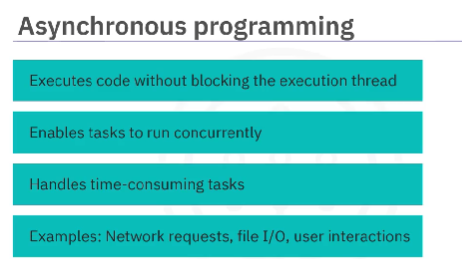 Asynchronous programming
Executes code without blocking the execution thread
Enables tasks to run concurrently
Handles time-consuming tasks
Examples: Network requests, file I/O, user interactions